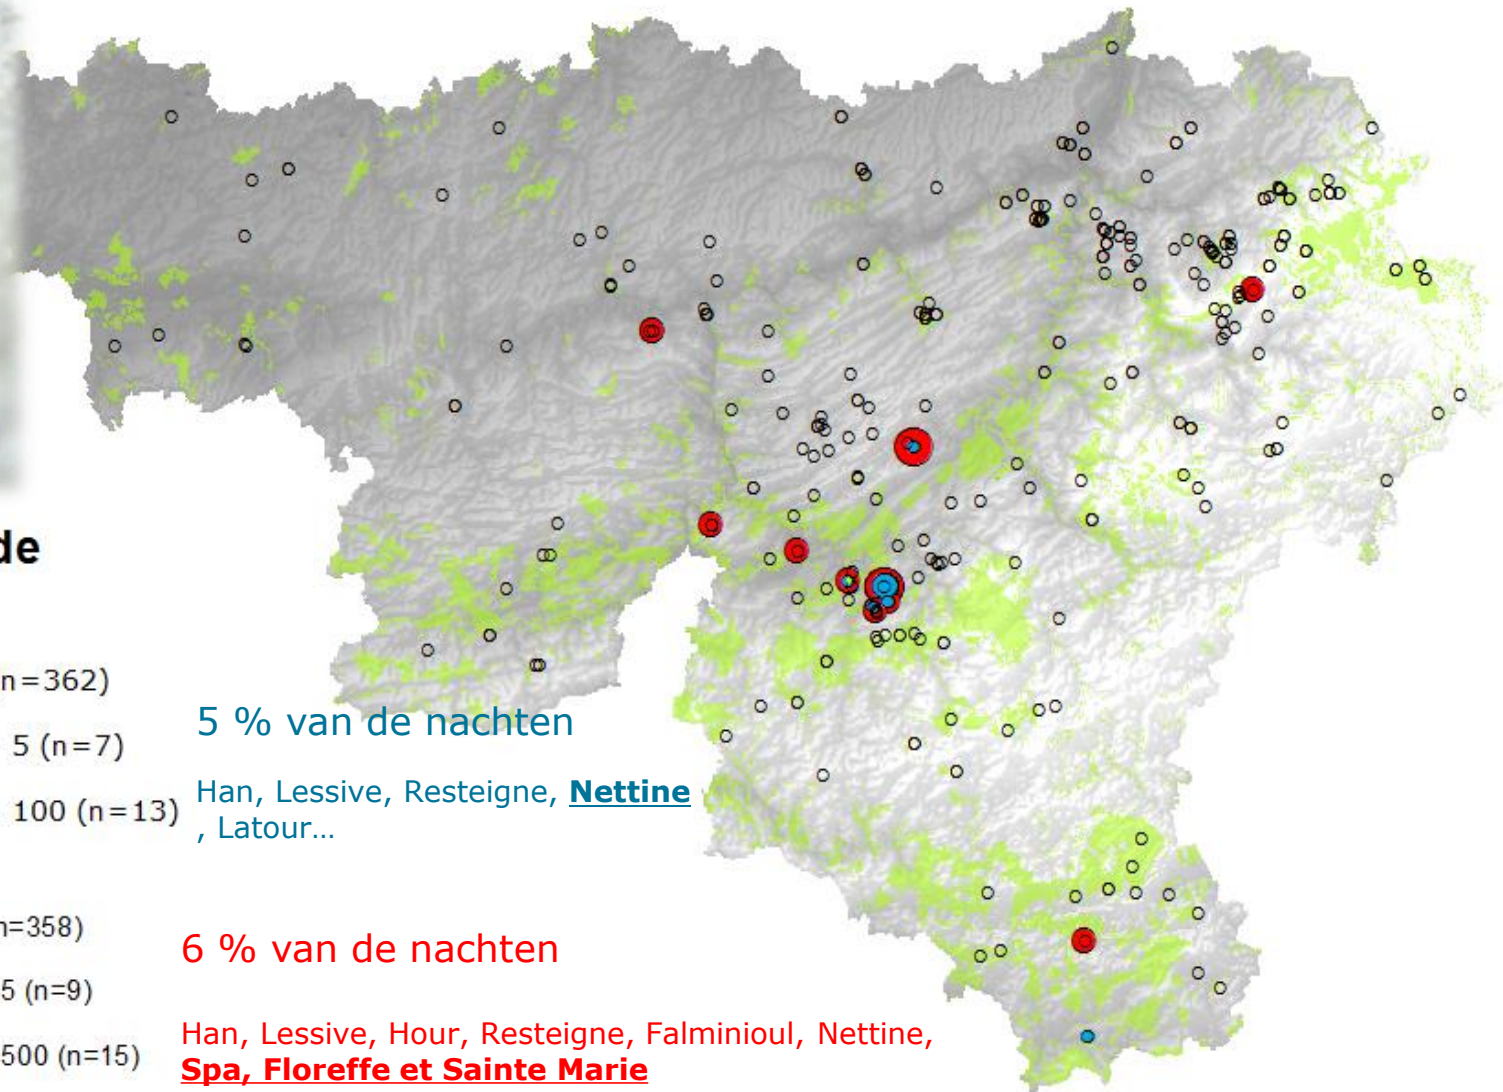 de
n=362)
5 % van de nachten
5 (n=7)
Han, Lessive, Resteigne, Nettine
100 (n=13)
, Latour...
n=358)
6 % van de nachten
5 (n=9)
Han, Lessive, Hour, Resteigne, Falminioul, Nettine,
500 (n=15)
Spa, Floreffe et Sainte Marie